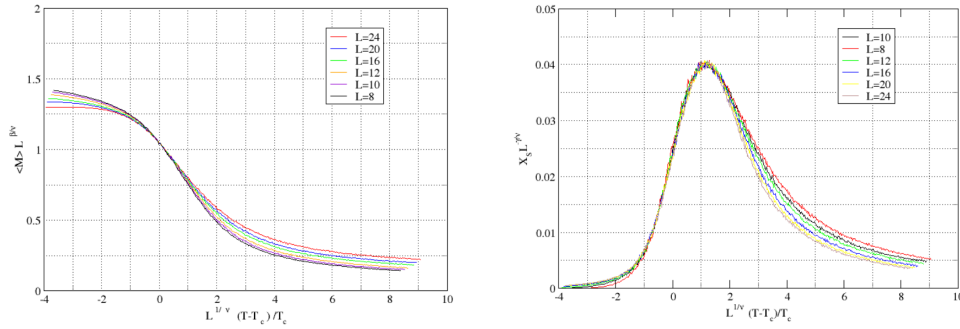 2
1.5
1
0.5
0
-4 -2 0 2 4 6 8 10
<M> L^β/ν
L^1/ν (T-T_c)/T_c
L=24
L=20
L=16
L=12
L=10
L=8
0.05
0.04
0.03
0.02
0.01
0
-4 -2 0 2 4 6 8 10
X_S L^-γ/ν
L^1/ν (T-T_c)/T_c
L=10
L=8
L=12
L=16
L=20
L=24